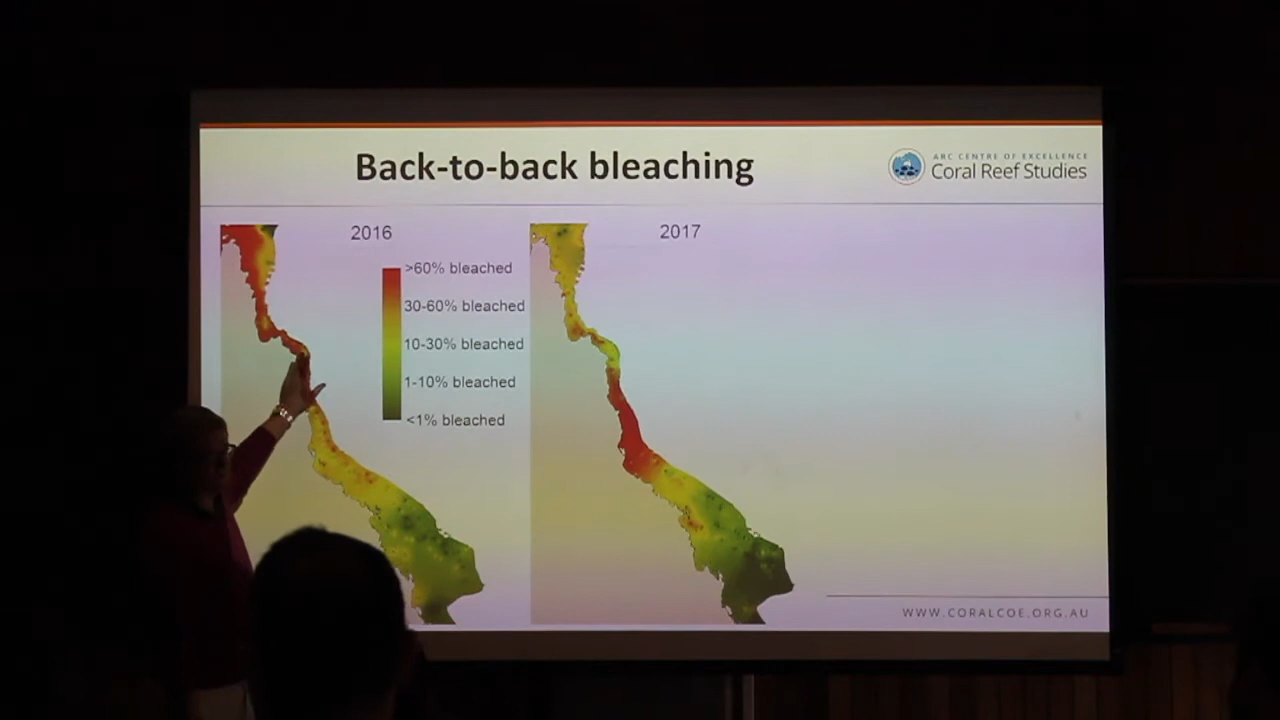 Back-to-back bleaching
ARC CENTRE OF EXCELLENCE
Coral Reef Studies
2016
>60% bleached
30-60% bleached
10-30% bleached
1-10% bleached
<1% bleached
2017
WWW.CORALCOE.ORG.AU